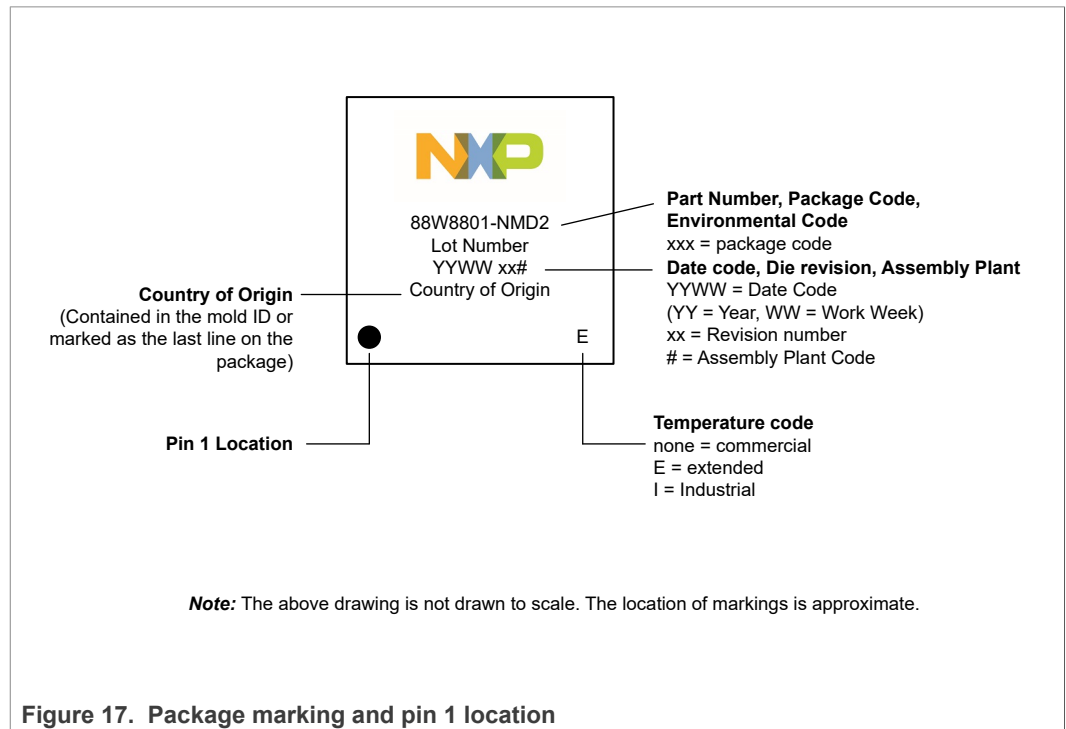 NXP
88W8801-NMD2
Lot Number
YYWW xx#
Country of Origin
E
Part Number, Package Code,
Environmental Code
xxx = package code
Date code, Die revision, Assembly Plant
YYWW = Date Code
(YY = Year, WW = Work Week)
xx = Revision number
# = Assembly Plant Code
Country of Origin
(Contained in the mold ID or
marked as the last line on the
package)
Pin 1 Location
Temperature code
none = commercial
E = extended
I = Industrial
Note: The above drawing is not drawn to scale. The location of markings is approximate.
Figure 17. Package marking and pin 1 location